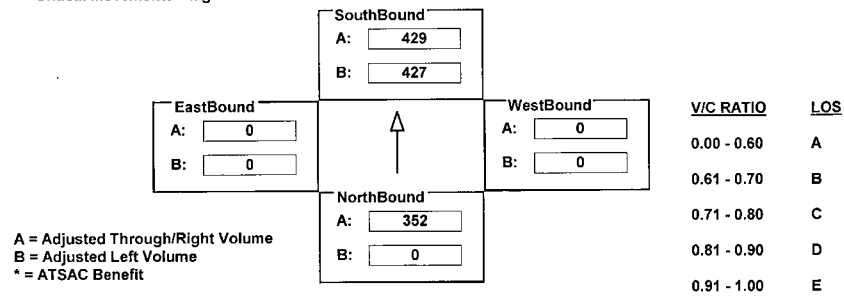 SouthBound
A: 429
B: 427
EastBound
A: 0
B: 0
WestBound
A: 0
B: 0
NorthBound
A: 352
B: 0
A = Adjusted Through/Right Volume
B = Adjusted Left Volume
* = ATSAC Benefit
V/C RATIO LOS
0.00 - 0.60 A
0.61 - 0.70 B
0.71 - 0.80 C
0.81 - 0.90 D
0.91 - 1.00 E